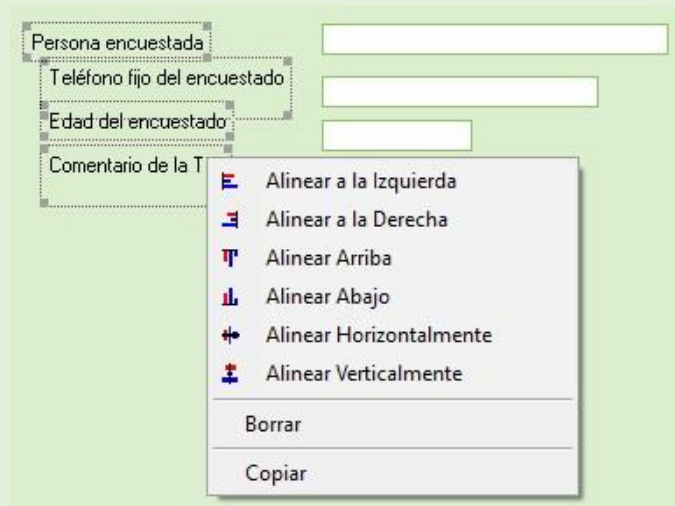 Persona encuestada
Teléfono fijo del encuestado
Edad del encuestado
Comentario de la T
Alinear a la Izquierda
Alinear a la Derecha
Alinear Arriba
Alinear Abajo
Alinear Horizontalmente
Alinear Verticalmente
Borrar
Copiar